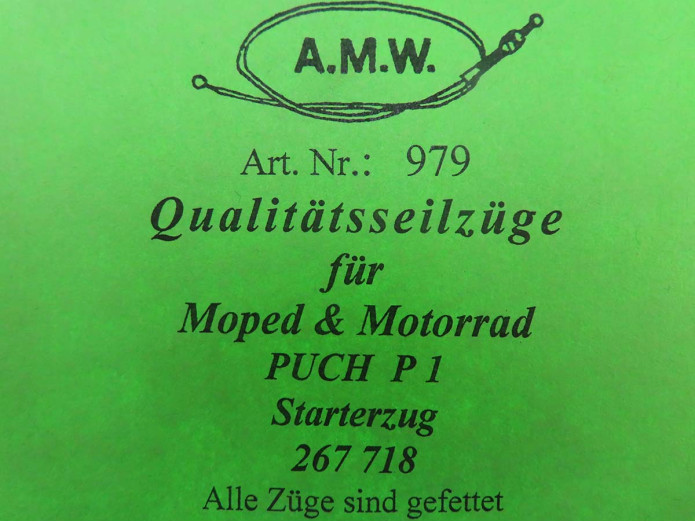 A.M.W.
Art. Nr.: 979
Qualitätsseilzüge
für
Moped & Motorrad
PUCH P 1
Starterzug
267 718
Alle Züge sind gefettet